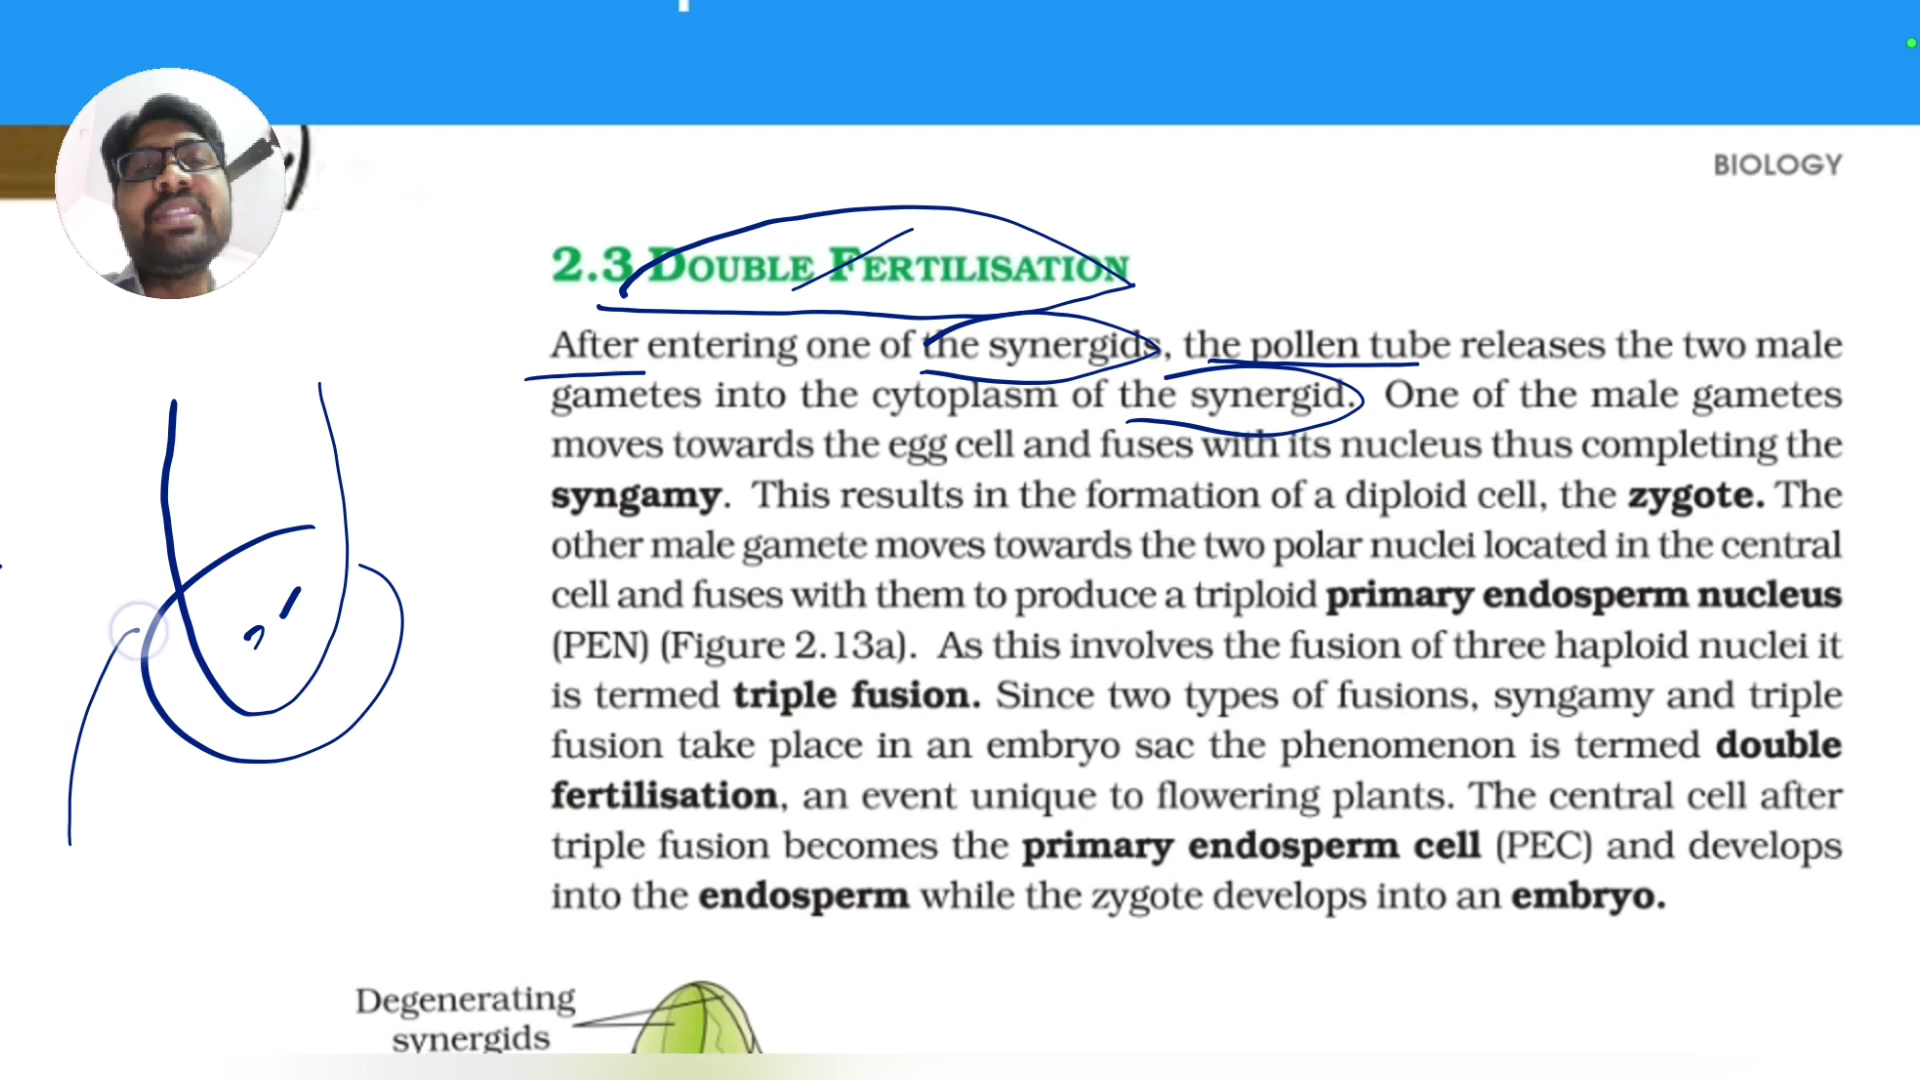 BIOLOGY
2.3 DOUBLE FERTILISATION
After entering one of the synergids, the pollen tube releases the two male
gametes into the cytoplasm of the synergid. One of the male gametes
moves towards the egg cell and fuses with its nucleus thus completing the
syngamy. This results in the formation of a diploid cell, the zygote. The
other male gamete moves towards the two polar nuclei located in the central
cell and fuses with them to produce a triploid primary endosperm nucleus
(PEN) (Figure 2.13a). As this involves the fusion of three haploid nuclei it
is termed triple fusion. Since two types of fusions, syngamy and triple
fusion take place in an embryo sac the phenomenon is termed double
fertilisation, an event unique to flowering plants. The central cell after
triple fusion becomes the primary endosperm cell (PEC) and develops
into the endosperm while the zygote develops into an embryo.
Degenerating
synergids